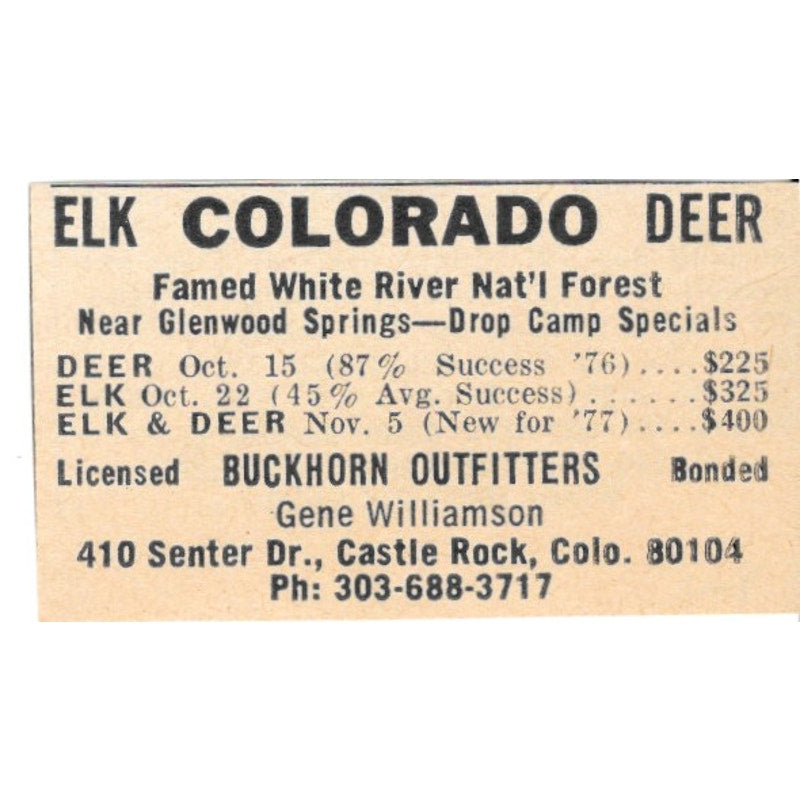 ELK COLORADO DEER
Famed White River Nat'l Forest
Near Glenwood Springs—Drop Camp Specials
DEER Oct. 15 (87% Success '76)....$225
ELK Oct. 22 (45% Avg. Success).......$325
ELK & DEER Nov. 5 (New for '77)....$400
Licensed BUCKHORN OUTFITTERS Bonded
Gene Williamson
410 Senter Dr., Castle Rock, Colo. 80104
Ph: 303-688-3717